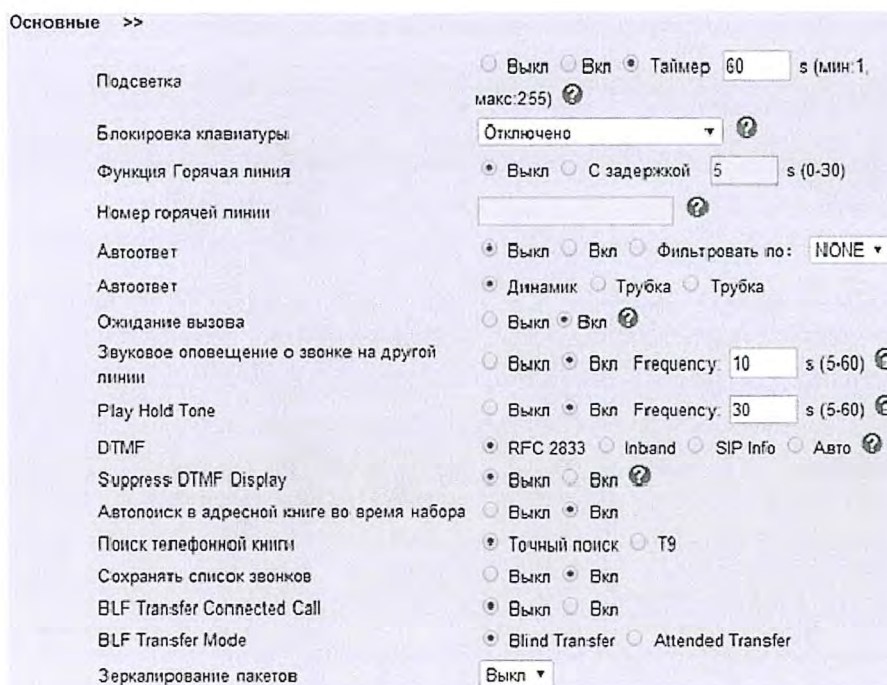 Основные >>
Подсветка Выкл Вкл Таймер 60 s (мин:1, макс:255)
Блокировка клавиатуры Отключено
Функция Горячая линия Выкл С задержкой 5 s (0-30)
Номер горячей линии
Автоответ Выкл Вкл Фильтровать по: NONE
Автоответ Динамик Трубка Трубка
Ожидание вызова Выкл Вкл
Звуковое оповещение о звонке на другой линии Выкл Вкл Frequency: 10 s (5-60)
Play Hold Tone Выкл Вкл Frequency: 30 s (5-60)
DTMF RFC 2833 Inband SIP Info Авто
Suppress DTMF Display Выкл Вкл
Автопоиск в адресной книге во время набора Выкл Вкл
Поиск телефонной книги Точный поиск T9
Сохранять список звонков Выкл Вкл
BLF Transfer Connected Call Выкл Вкл
BLF Transfer Mode Blind Transfer Attended Transfer
Зеркалирование пакетов Выкл